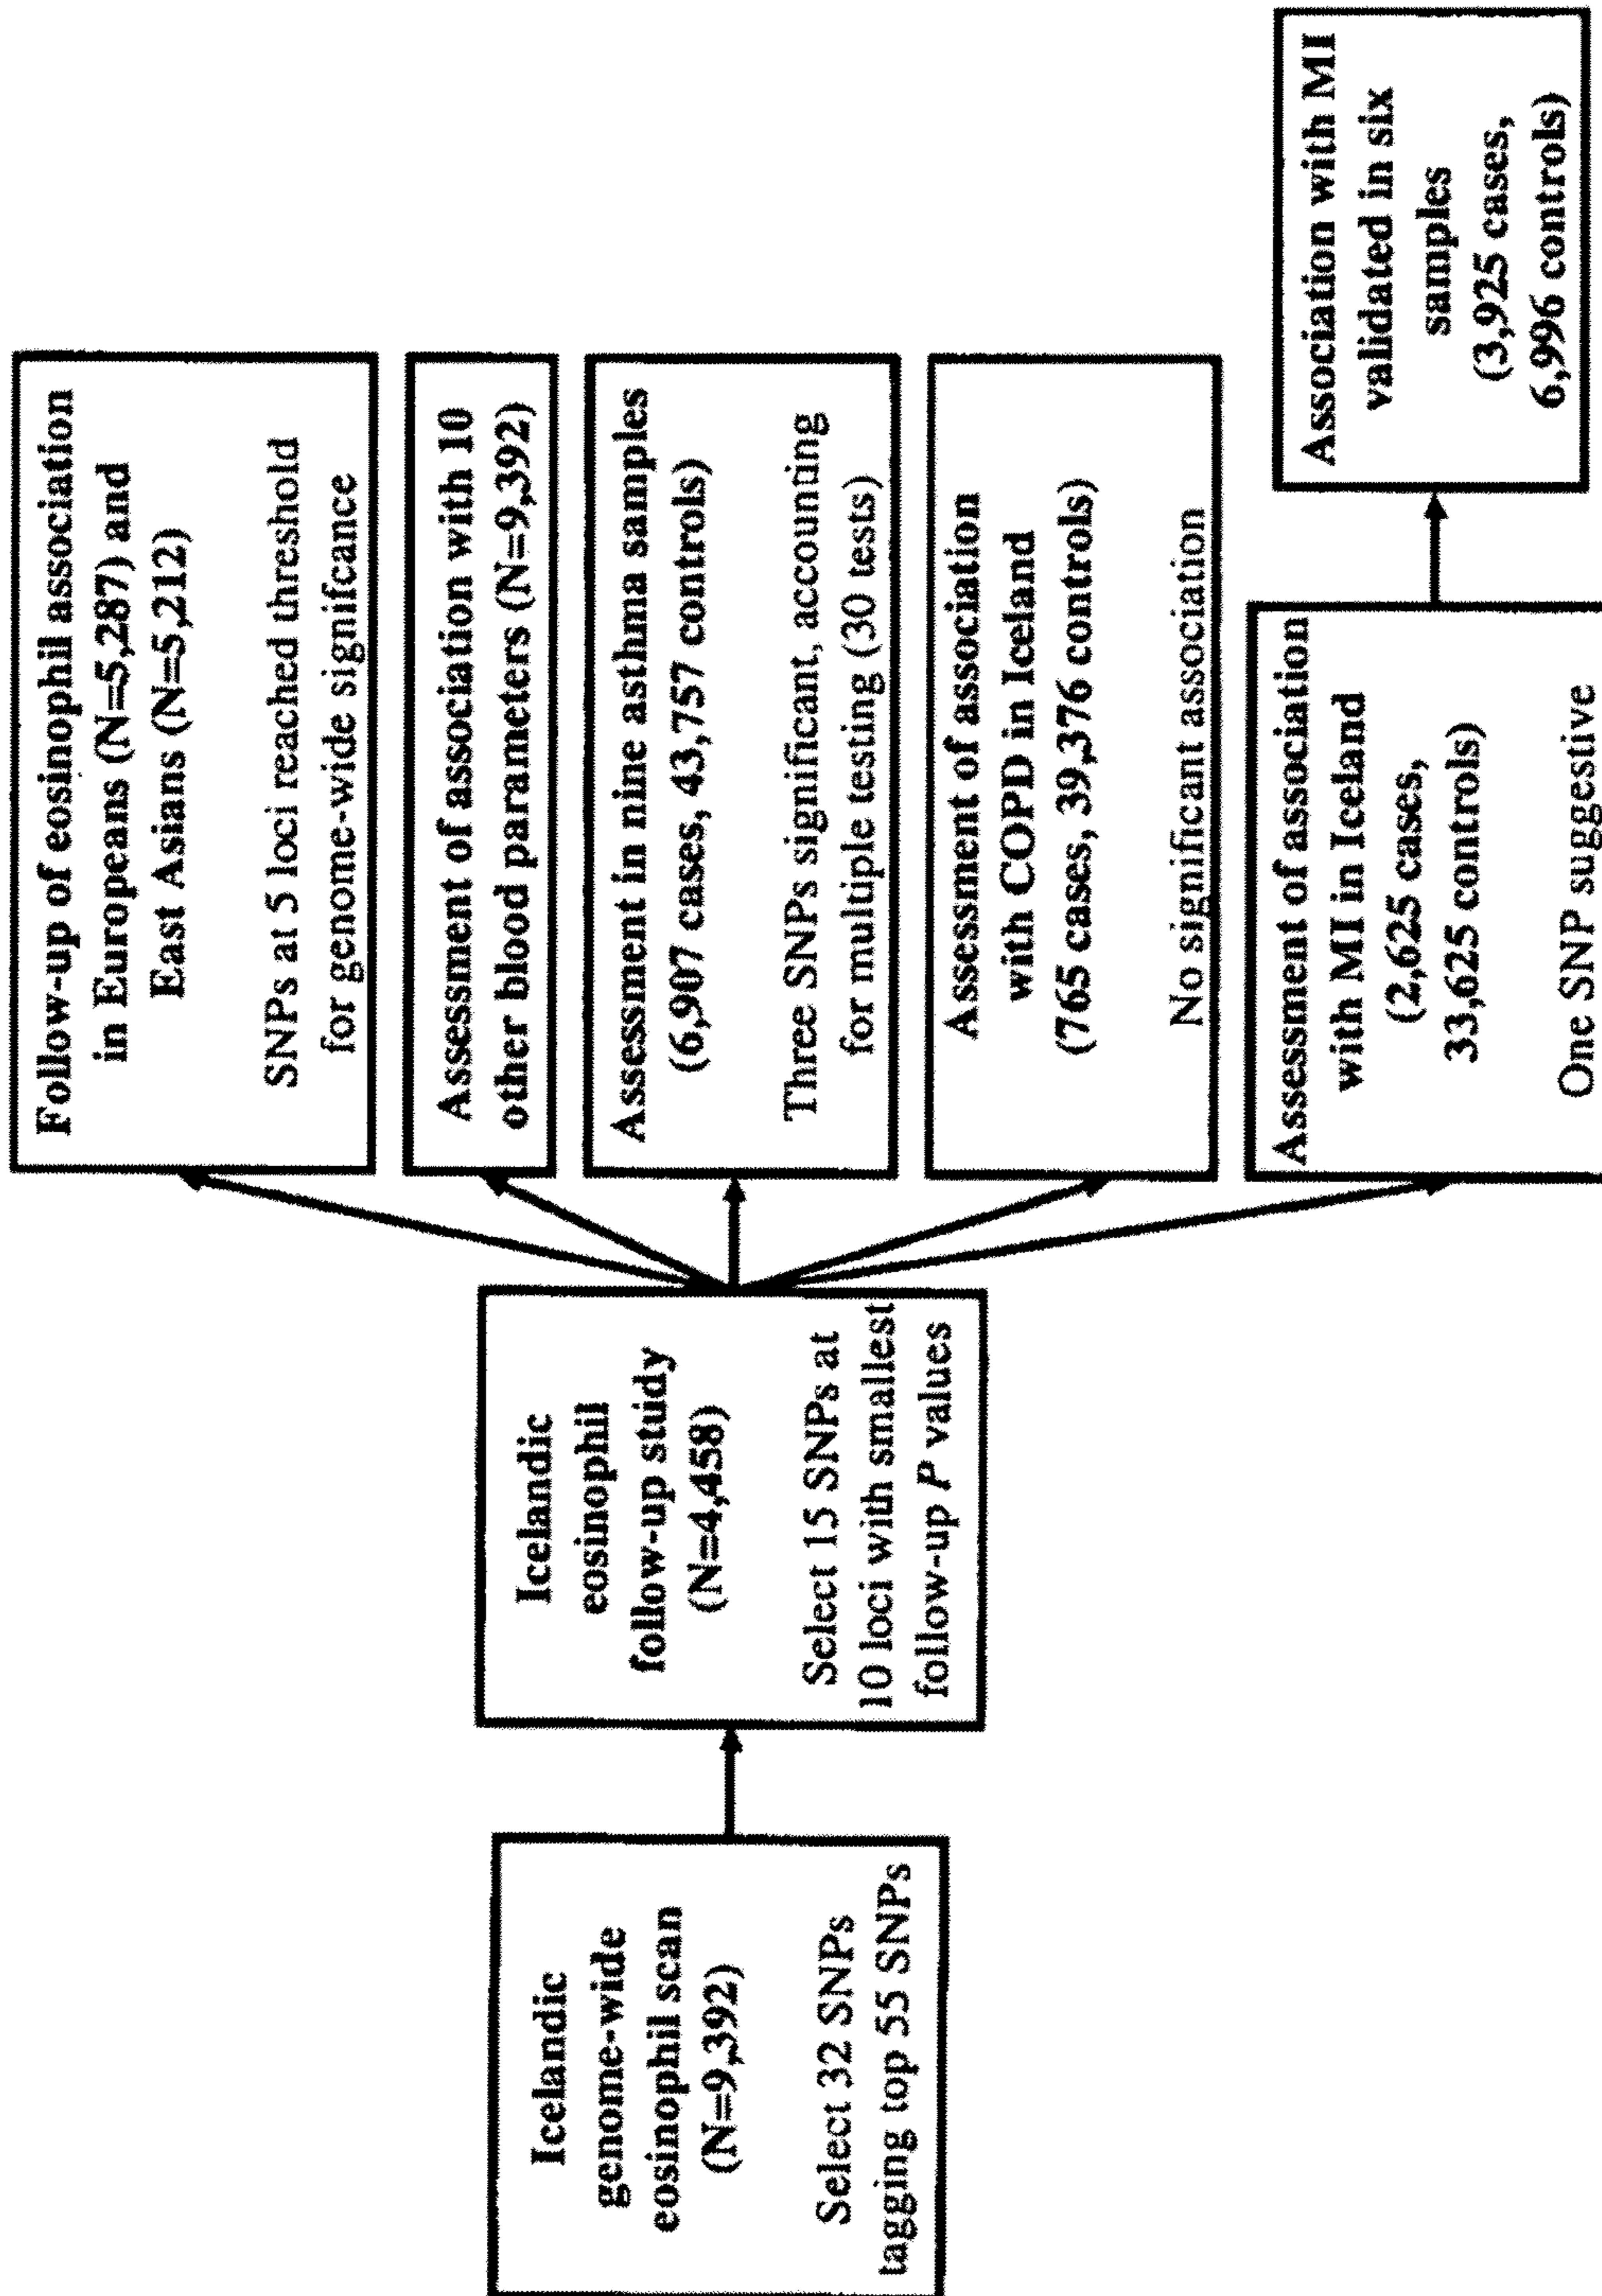 Icelandic
genome-wide
eosinophil scan
(N=9,392)
Select 32 SNPs
tagging top 55 SNPs
Icelandic
eosinophil
follow-up study
(N=4,458)
Select 15 SNPs at
10 loci with smallest
follow-up P values
Follow-up of eosinophil association
in Europeans (N=5,287) and
East Asians (N=5,212)
SNPs at 5 loci reached threshold
for genome-wide signifcance
Assessment of association with 10
other blood parameters (N=9,392)
Assessment in nine asthma samples
(6,907 cases, 43,757 controls)
Three SNPs significant, accounting
for multiple testing (30 tests)
Assessment of association
with COPD in Iceland
(765 cases, 39,376 controls)
No significant association
Assessment of association
with MI in Iceland
(2,625 cases,
33,625 controls)
One SNP suggestive
Association with MI
validated in six
samples
(3,925 cases,
6,996 controls)